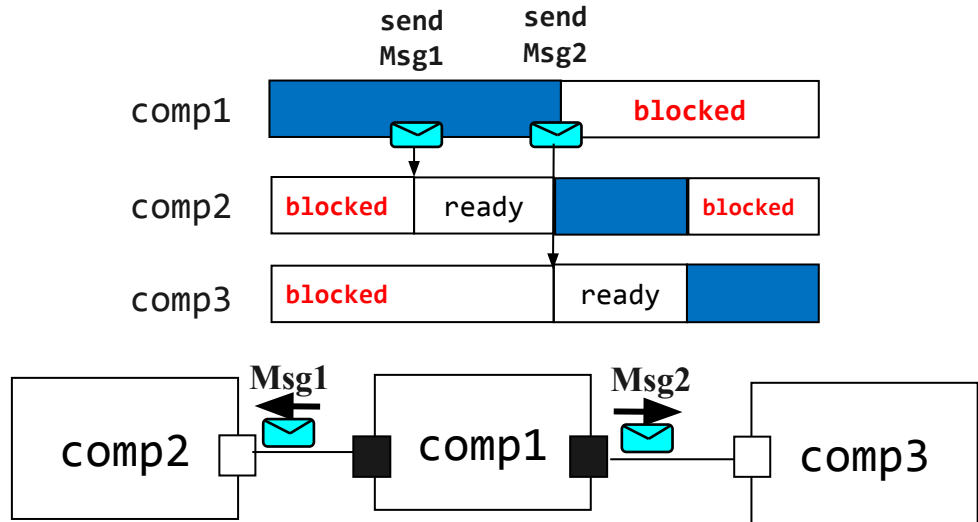 send
Msg1
send
Msg2
comp1
blocked
comp2
blocked
ready
blocked
comp3
blocked
ready
Msg1
Msg2
comp2
comp1
comp3